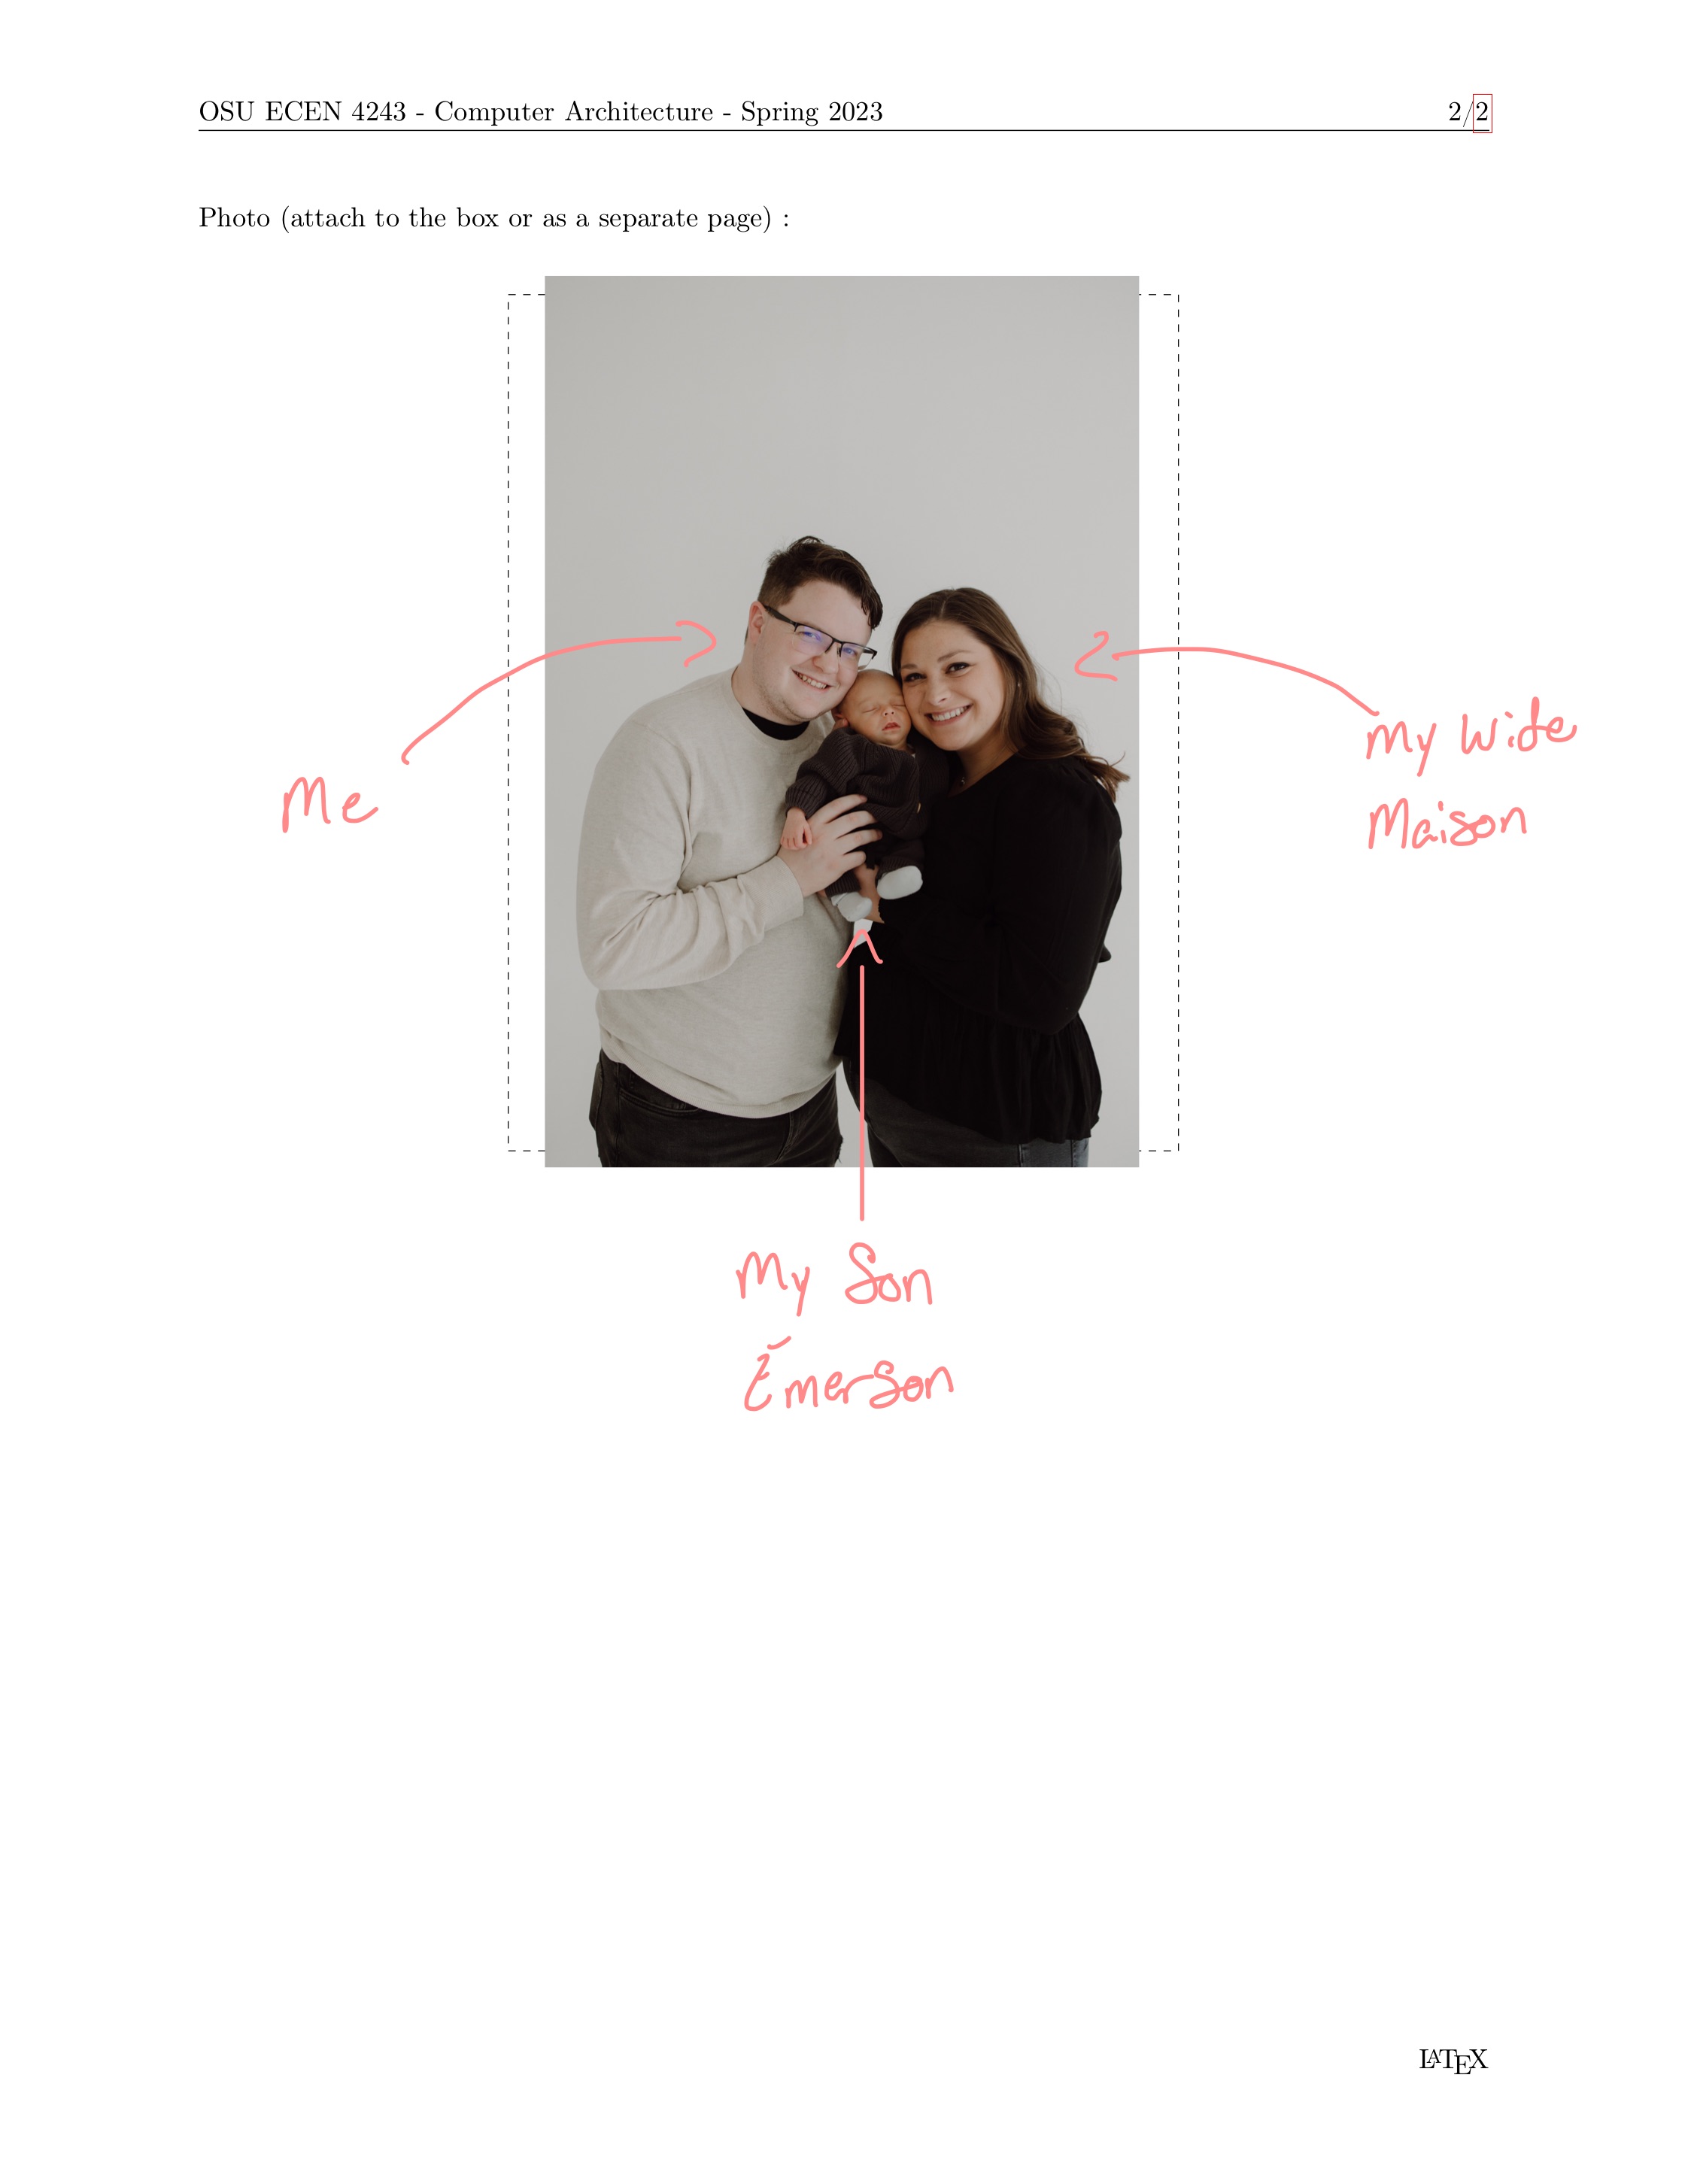 OSU ECEN 4243 - Computer Architecture - Spring 2023 2/2
Photo (attach to the box or as a separate page) :
Me
My Wife
Maison
My Son
Emerson
LATEX